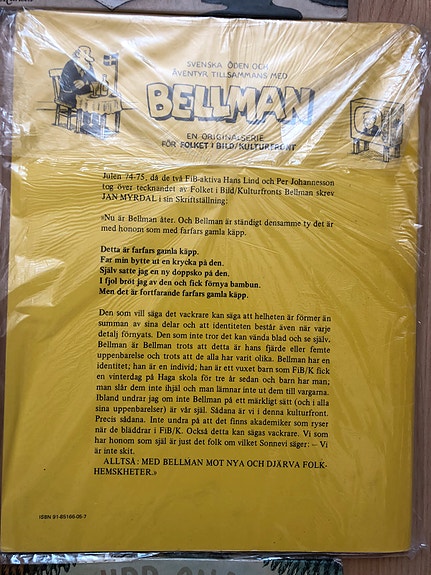 SVENSKA ÖDEN OCH
ÄVENTYR TILLSAMMANS MED
BELLMAN
EN ORIGINALSERIE
FÖR FOLKET I BILD/KULTURFRONT
Julen 74-75, då de två FiB-aktiva Hans Lind och Per Johannesson
tog över tecknandet av Folket i Bild/Kulturfronts Bellman skrev
JAN MYRDAL i sin Skriftställning:
»Nu är Bellman åter. Och Bellman är ständigt densamme ty det är
med honom som med farfars gamla käpp.
Detta är farfars gamla käpp.
Far min bytte ut en krycka på den.
Själv satte jag en ny doppsko på den.
I fjol bröt jag av den och fick förnya bambun.
Men det är fortfarande farfars gamla käpp.
Den som vill säga det vackrare kan säga att helheten är förmer än
summan av sina delar och att identiteten består även när varje
detalj förnyats. Den som inte tror det kan vända blad och se själv.
Bellman är Bellman trots att detta är hans fjärde eller femte
uppenbarelse och trots att de alla har varit olika. Bellman har en
identitet; han är en individ; han är ett vuxet barn som FiB/K fick
en vinterdag på Haga skola för tre år sedan och barn har man;
man slår dem inte ihjäl och man lämnar inte ut dem till vargarna.
Ibland undrar jag om inte Bellman på ett märkligt sätt (och i alla
sina uppenbarelser) är vår själ. Sådana är vi i denna kulturfront.
Precis sådana. Inte undra på att det finns akademiker som ryser
när de bläddrar i FiB/K. Också detta kan sägas vackrare. Vi som
har honom som själ är just det folk om vilket Sonnevi säger: – Vi
är inte skit.
ALLTSÅ: MED BELLMAN MOT NYA OCH DJÄRVA FOLK-
HEMSKHETER.»
ISBN 91-85166-06-7